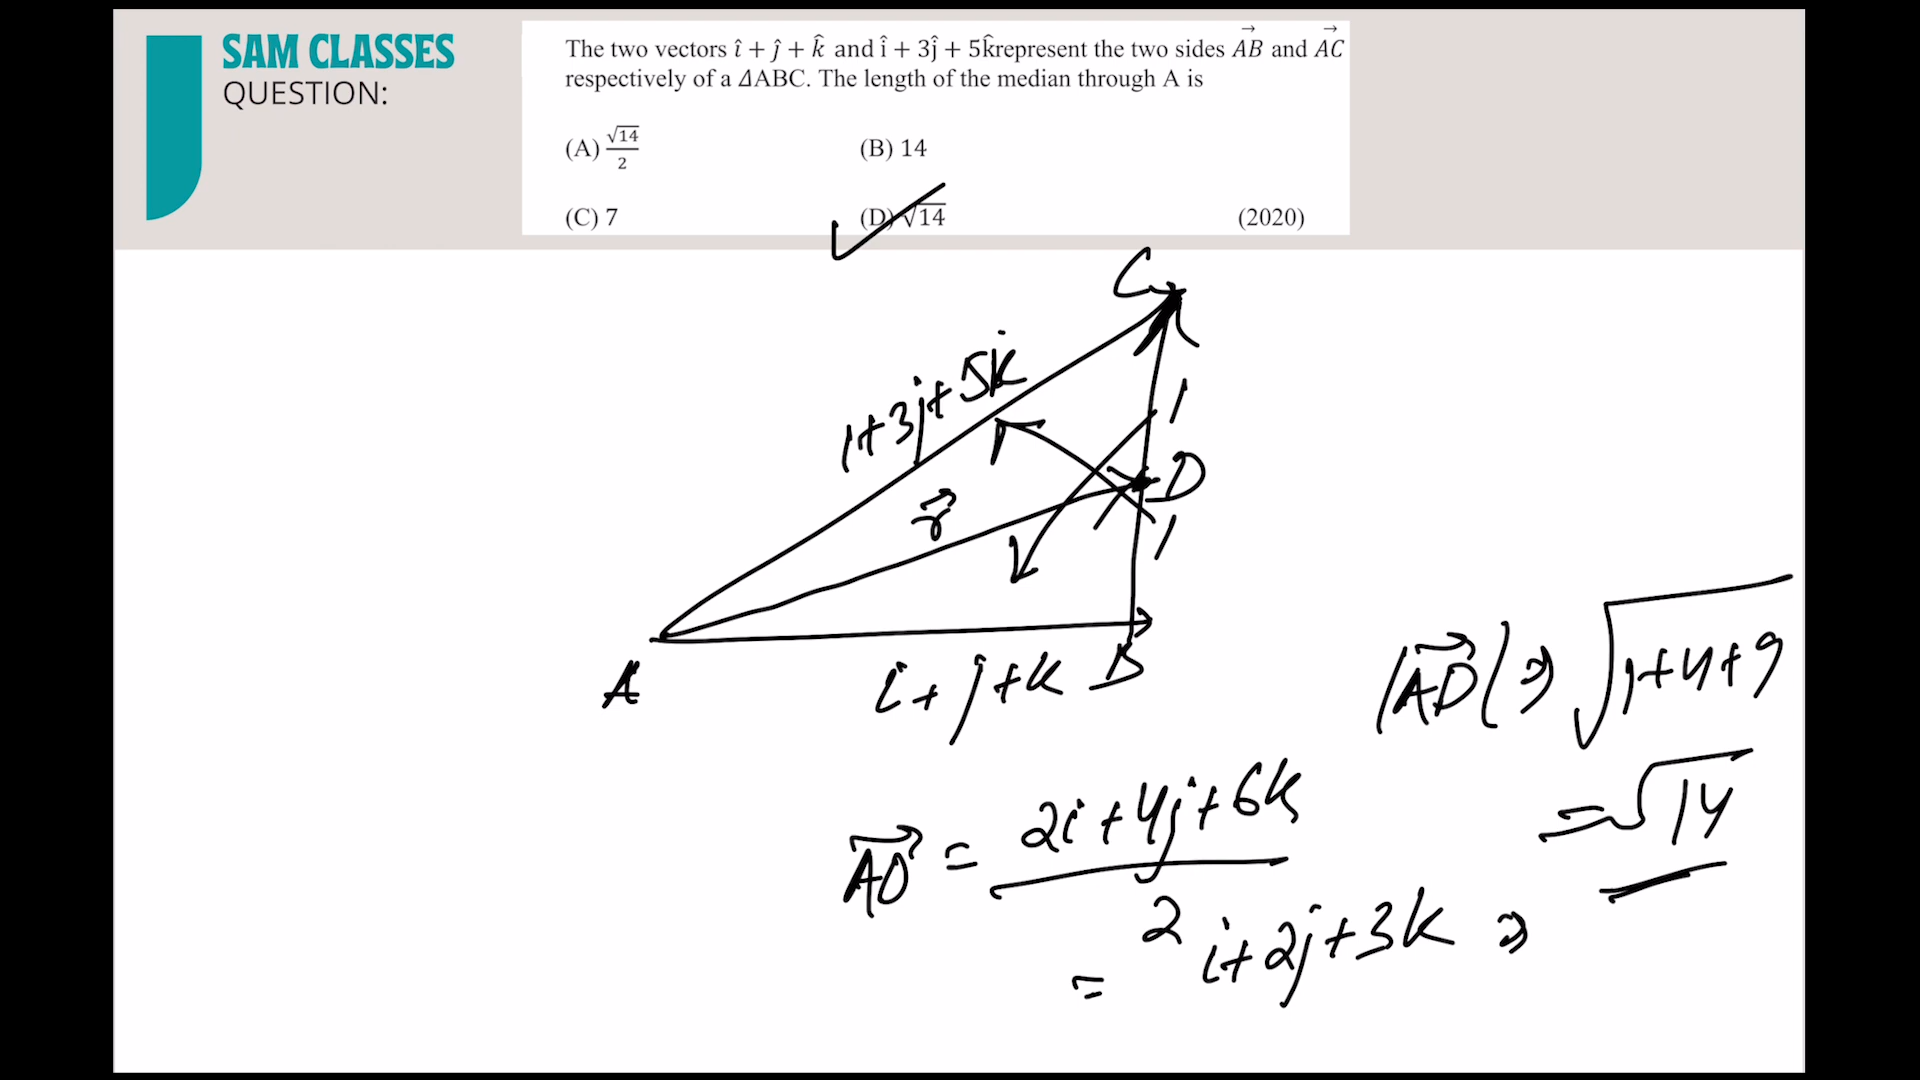 SAM CLASSES
QUESTION:
The two vectors î + ĵ + k̂ and î + 3ĵ + 5k̂represent the two sides AB⃗ and AC⃗
respectively of a ΔABC. The length of the median through A is
(A) √14/2 (B) 14
(C) 7 (D) √14 (2020)
C
i+3j+5k
1
D
r⃗
1
A
i+j+k B
|AD⃗| ⇒ √1+4+9
= √14
AD⃗ = 2i+4j+6k / 2
= i+2j+3k ⇒